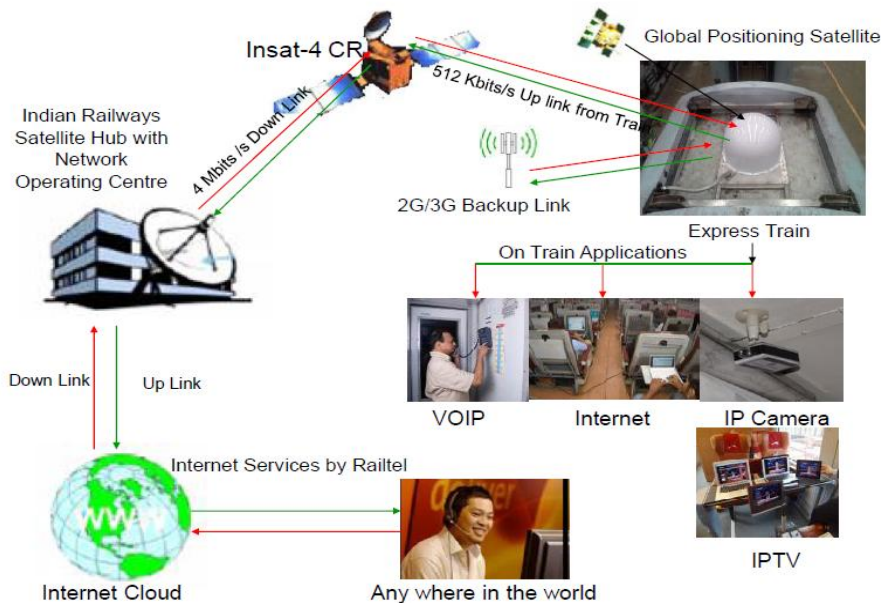 Insat-4 CR
Global Positioning Satellite
Indian Railways
Satellite Hub with
Network
Operating Centre
4 Mbits /s Down Link
512 Kbits/s Up link from Train
2G/3G Backup Link
Express Train
On Train Applications
Down Link
Up Link
VOIP
Internet
IP Camera
Internet Services by Railtel
www
IPTV
Internet Cloud
Any where in the world